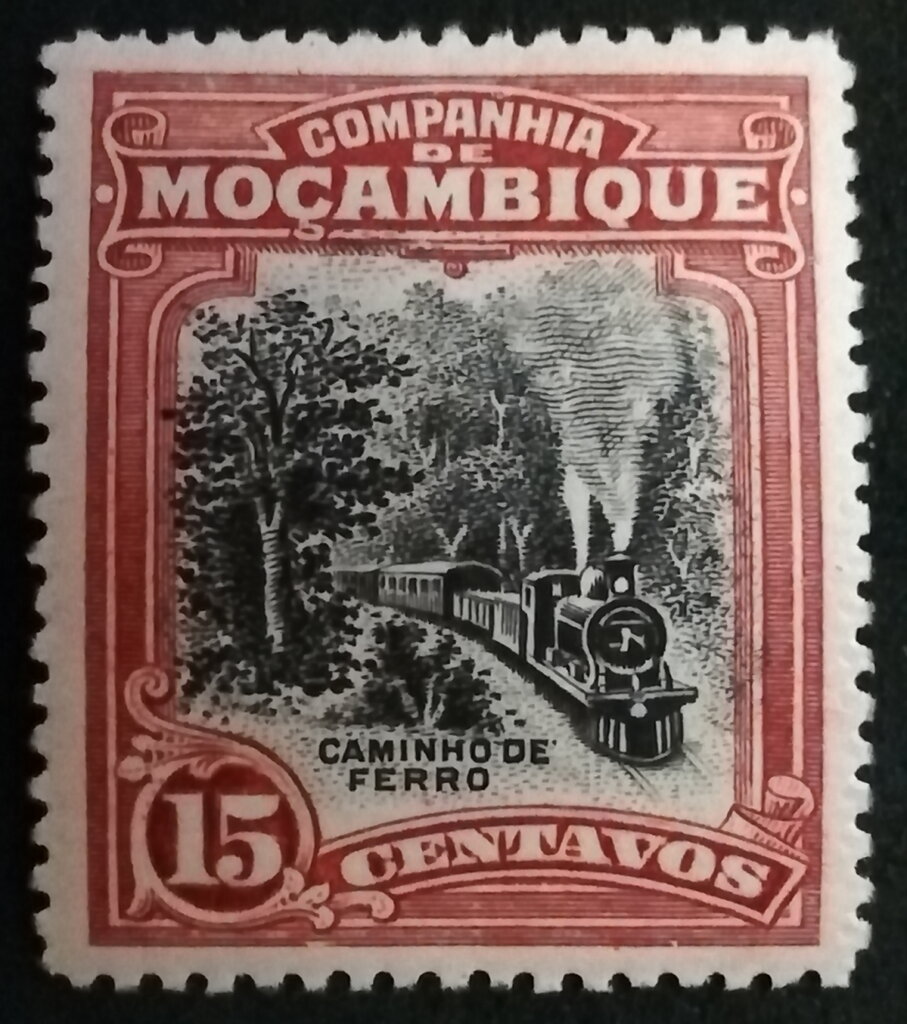 COMPANHIA
DE
MOÇAMBIQUE
CAMINHO DE
FERRO
15
CENTAVOS